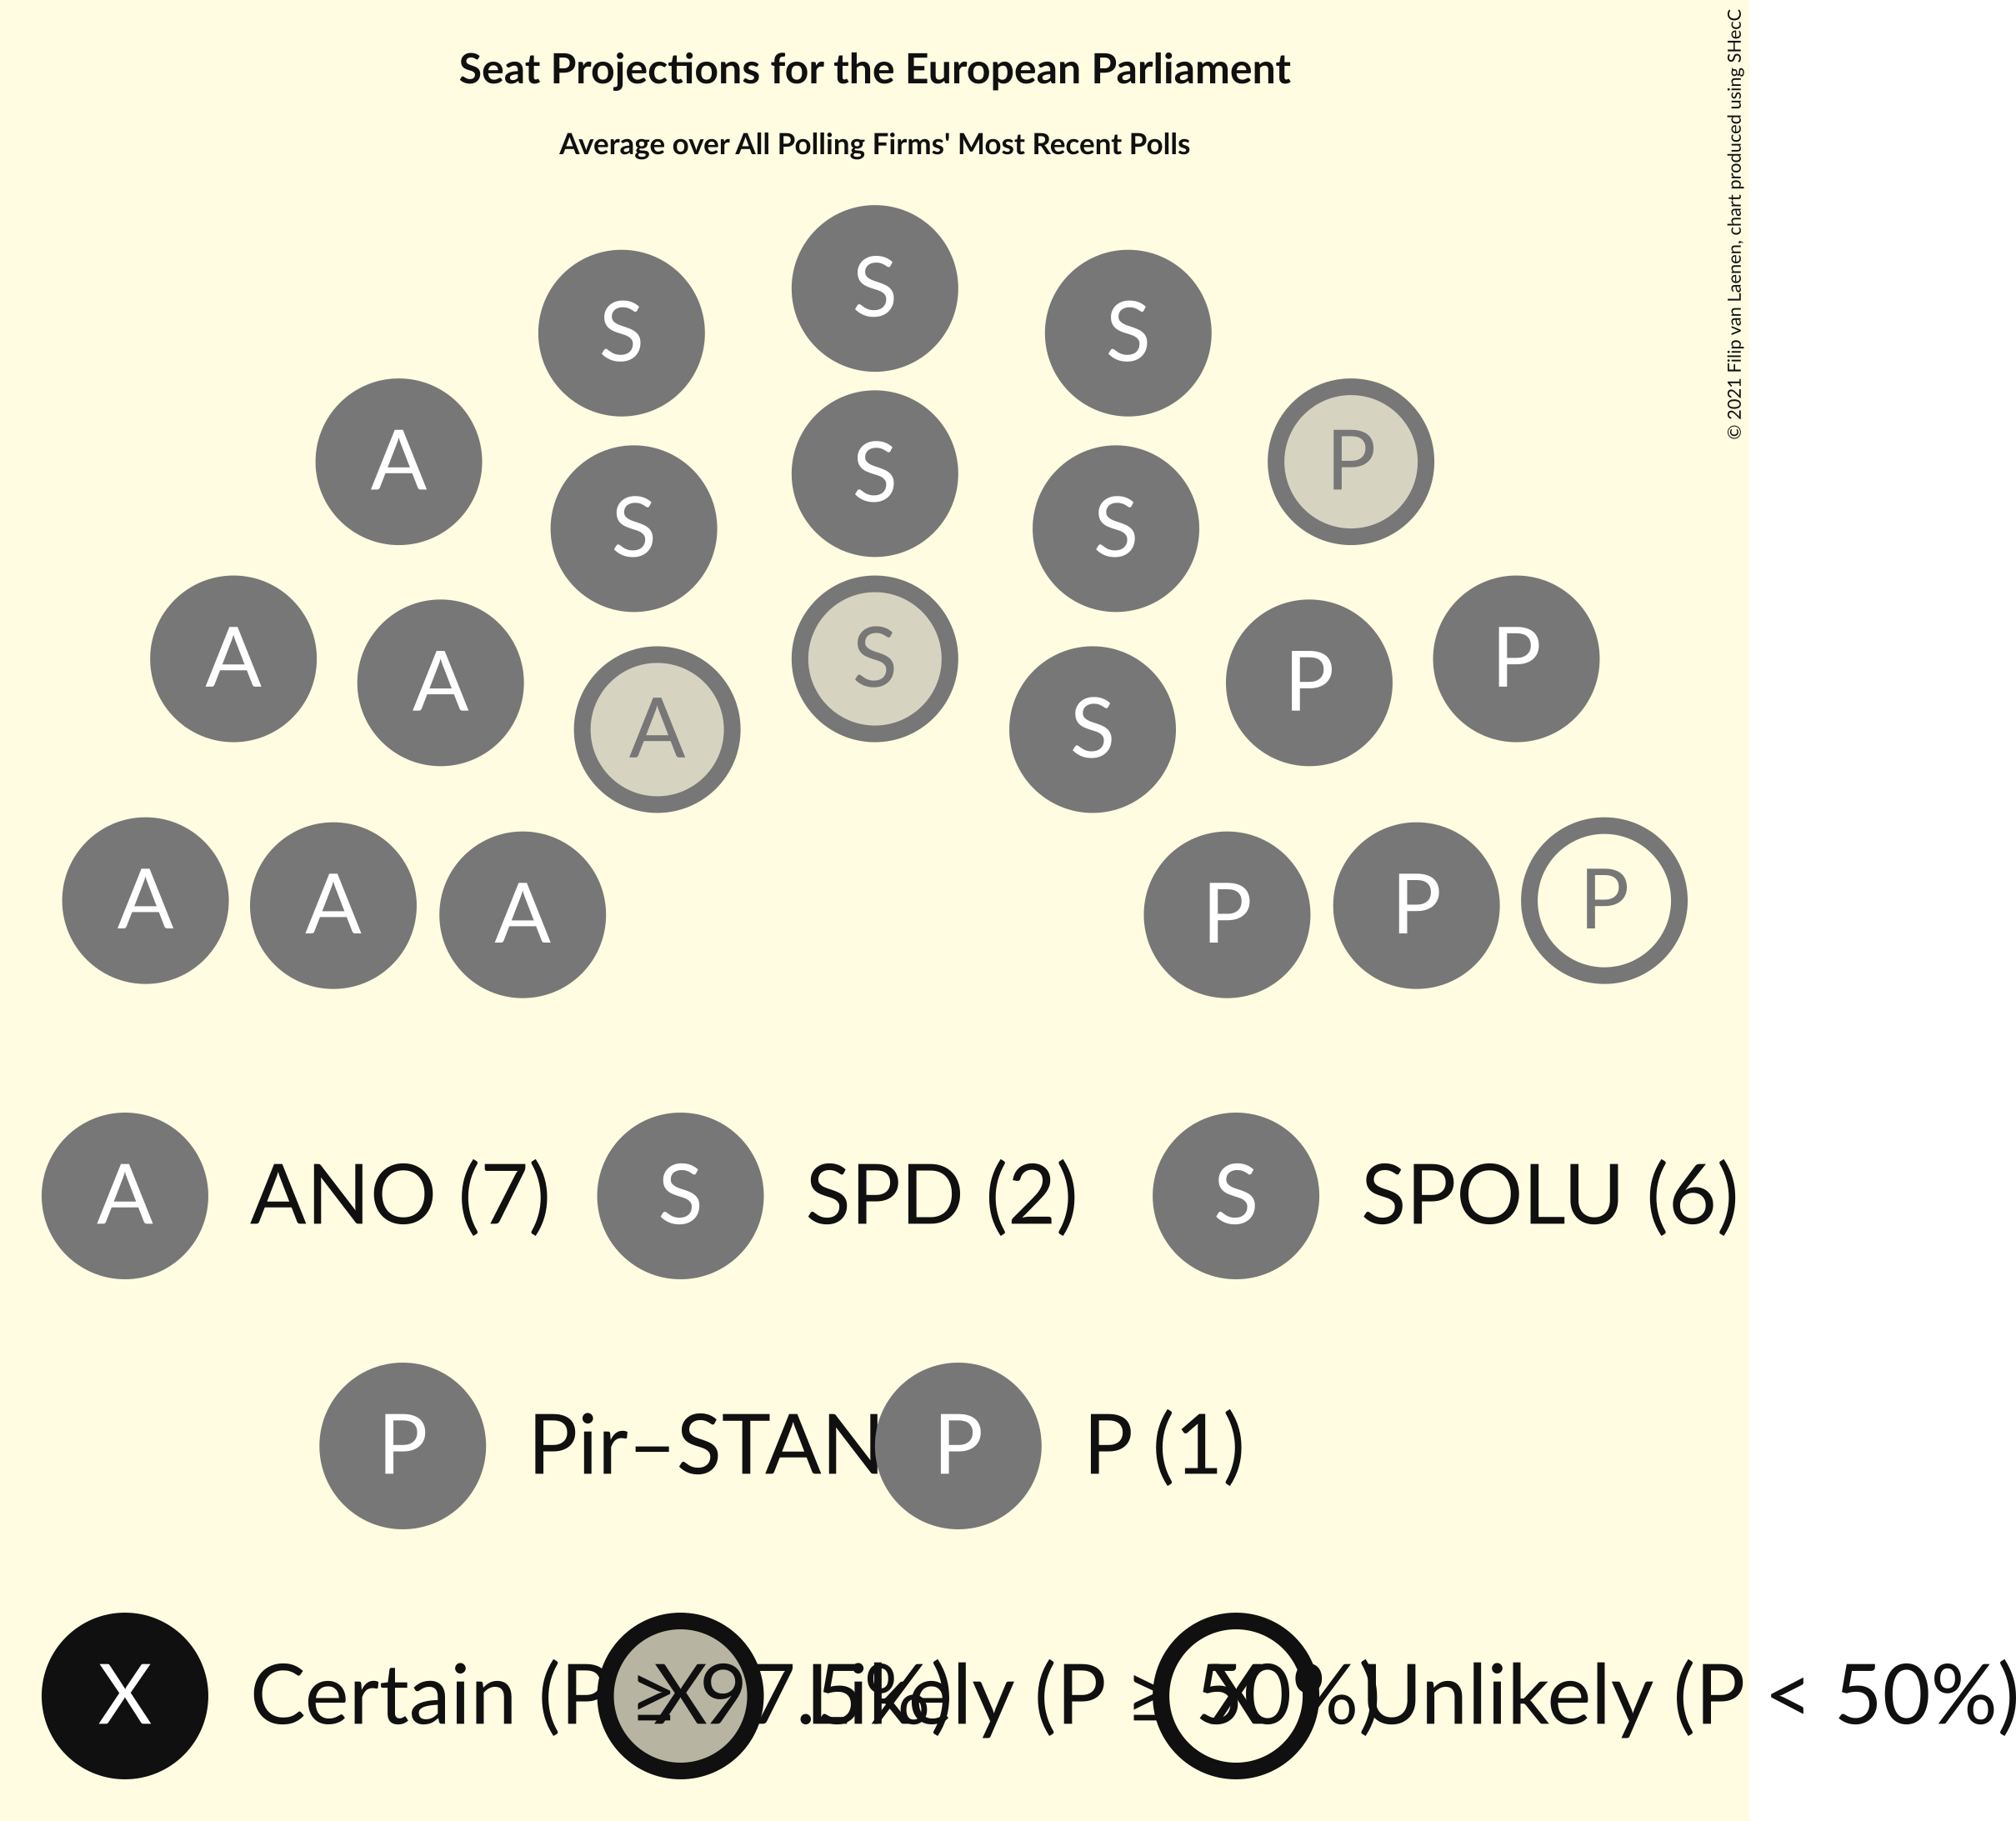 Seat Projections for the European Parliament
Average over All Polling Firms' Most Recent Polls
© 2021 Filip van Laenen, chart produced using SHecC
S
S S
A S P
S S
A S P
A A S P
A P
A A A P P P
A ANO (7) S SPD (2) S SPOLU (6)
P Pir–STAN P P (1)
X Certain (P ≥ 97.5%) X Likely (P ≥ 50%) X Unlikely (P < 50%)